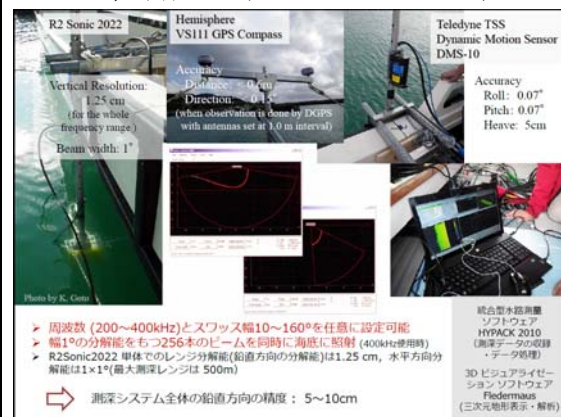 R2 Sonic 2022
Vertical Resolution:
1.25 cm
(for the whole
frequency range )
Beam width: 1°
Hemisphere
VS111 GPS Compass
Accuracy
Distance: < 0.6m
Direction: < 0.15°
(when observation is done by DGPS
with antennas set at 1.0 m interval)
Teledyne TSS
Dynamic Motion Sensor
DMS-10
Accuracy
Roll: 0.07°
Pitch: 0.07°
Heave: 5cm
Photo by K. Goto
➢ 周波数 (200～400kHz)とスワッス幅10～160°を任意に設定可能
➢ 幅1°の分解能をもつ256本のビームを同時に海底に照射 (400kHz使用時)
➢ R2Sonic2022 単体でのレンジ分解能(鉛直方向の分解能)は1.25 cm，水平方向分
解能は1×1°(最大測深レンジは 500m）
⇨ 測深システム全体の鉛直方向の精度： 5～10cm
統合型水路測量
ソフトウェア
HYPACK 2010
（測深データの収録
・データ処理）
3D ビジュアライゼー
ション ソフトウェア
Fledermaus
（三次元地形表示・解析）